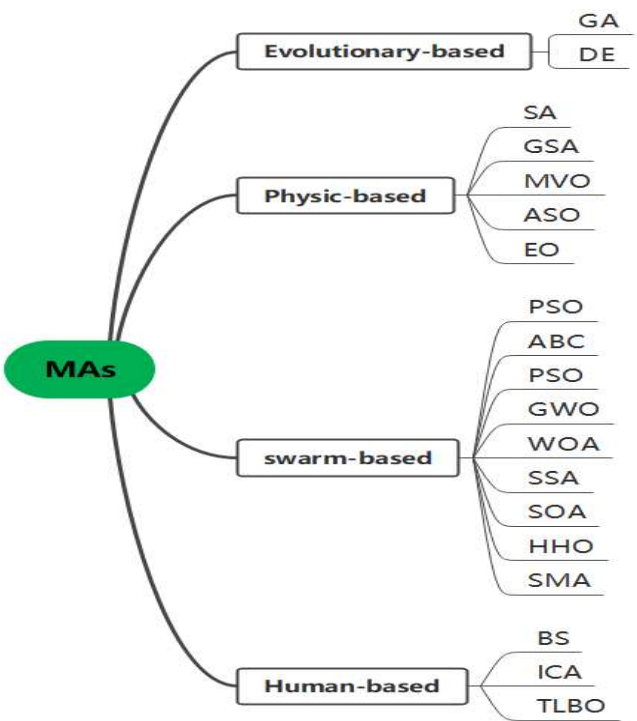 MAs
Evolutionary-based
GA
DE
Physic-based
SA
GSA
MVO
ASO
EO
swarm-based
PSO
ABC
PSO
GWO
WOA
SSA
SOA
HHO
SMA
Human-based
BS
ICA
TLBO